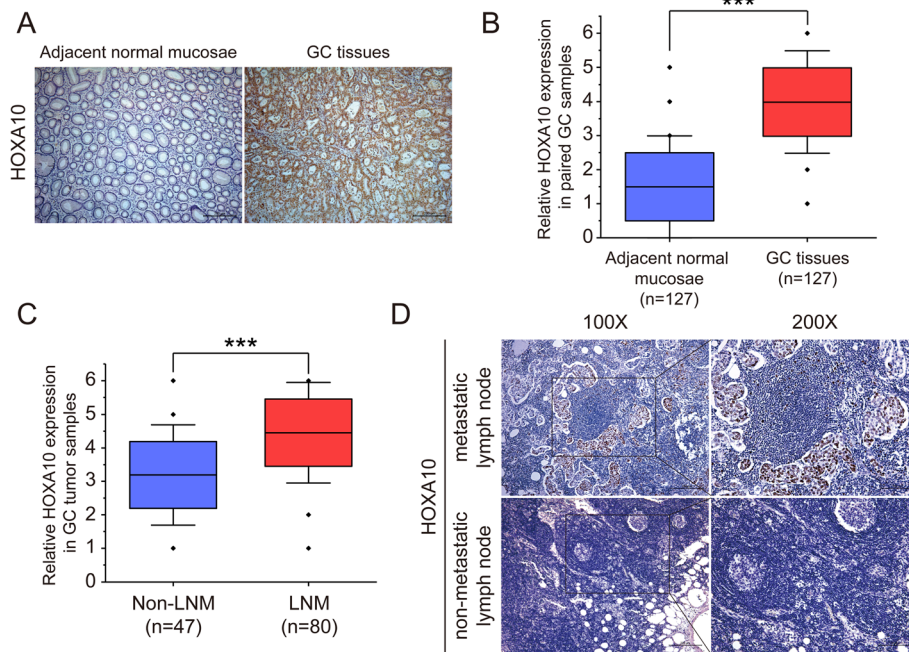 A
Adjacent normal mucosae
GC tissues
HOXA10
B
Relative HOXA10 expression
in paired GC samples
***
6
5
4
3
2
1
0
Adjacent normal
mucosae
(n=127)
GC tissues
(n=127)
C
Relative HOXA10 expression
in GC tumor samples
***
6
5
4
3
2
1
0
Non-LNM
(n=47)
LNM
(n=80)
D
100X
200X
HOXA10
metastatic
lymph node
non-metastatic
lymph node